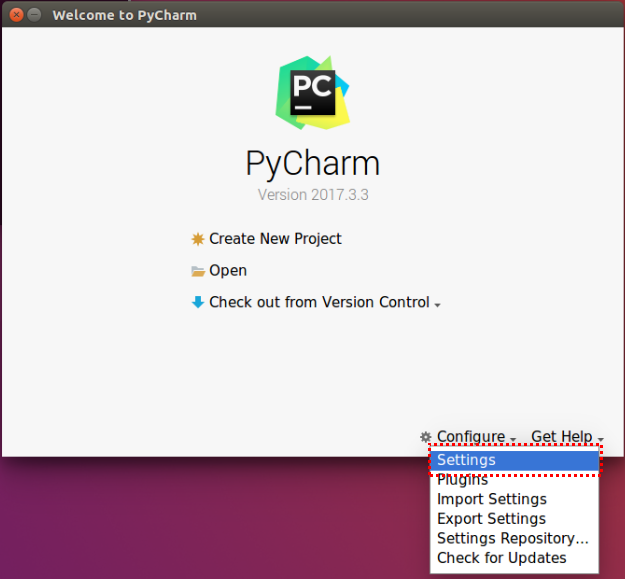 Welcome to PyCharm
PC
PyCharm
Version 2017.3.3
Create New Project
Open
Check out from Version Control
Configure Get Help
Settings
Plugins
Import Settings
Export Settings
Settings Repository...
Check for Updates